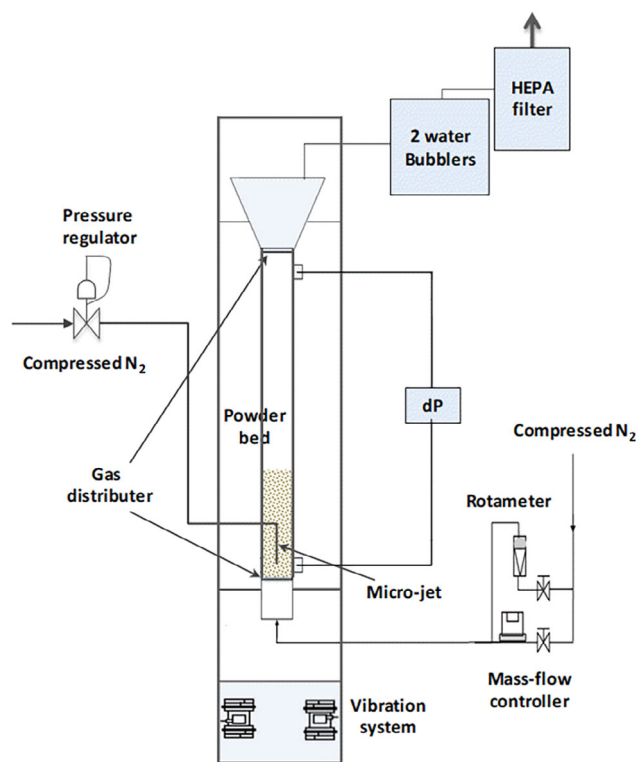 HEPA
filter
2 water
Bubblers
Pressure
regulator
Compressed N2
Powder
bed
dP
Compressed N2
Gas
distributer
Rotameter
Micro-jet
Mass-flow
controller
Vibration
system